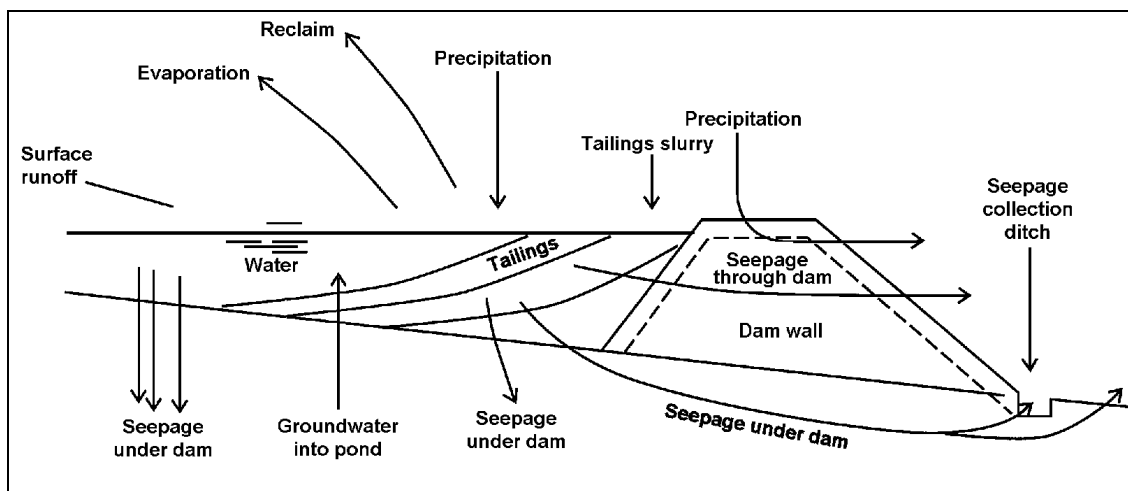 Reclaim
Evaporation
Precipitation
Precipitation
Surface
runoff
Tailings slurry
Seepage
collection
ditch
Water
Tailings
Seepage
through dam
Dam wall
Seepage
under dam
Groundwater
into pond
Seepage
under dam
Seepage under dam